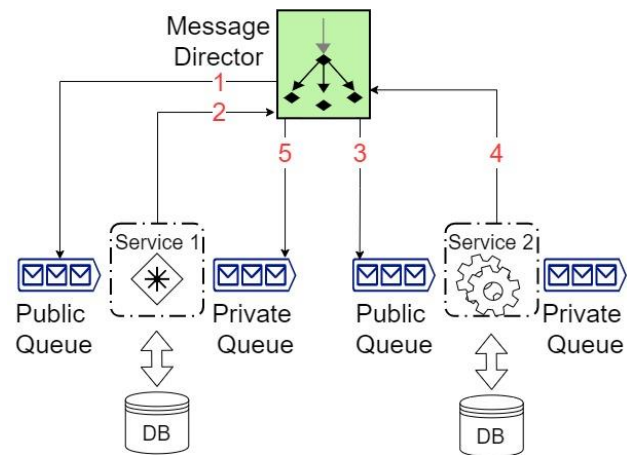 Message
Director
1
2
5
3
4
Service 1
Service 2
Public
Queue
Private
Queue
Public
Queue
Private
Queue
DB
DB